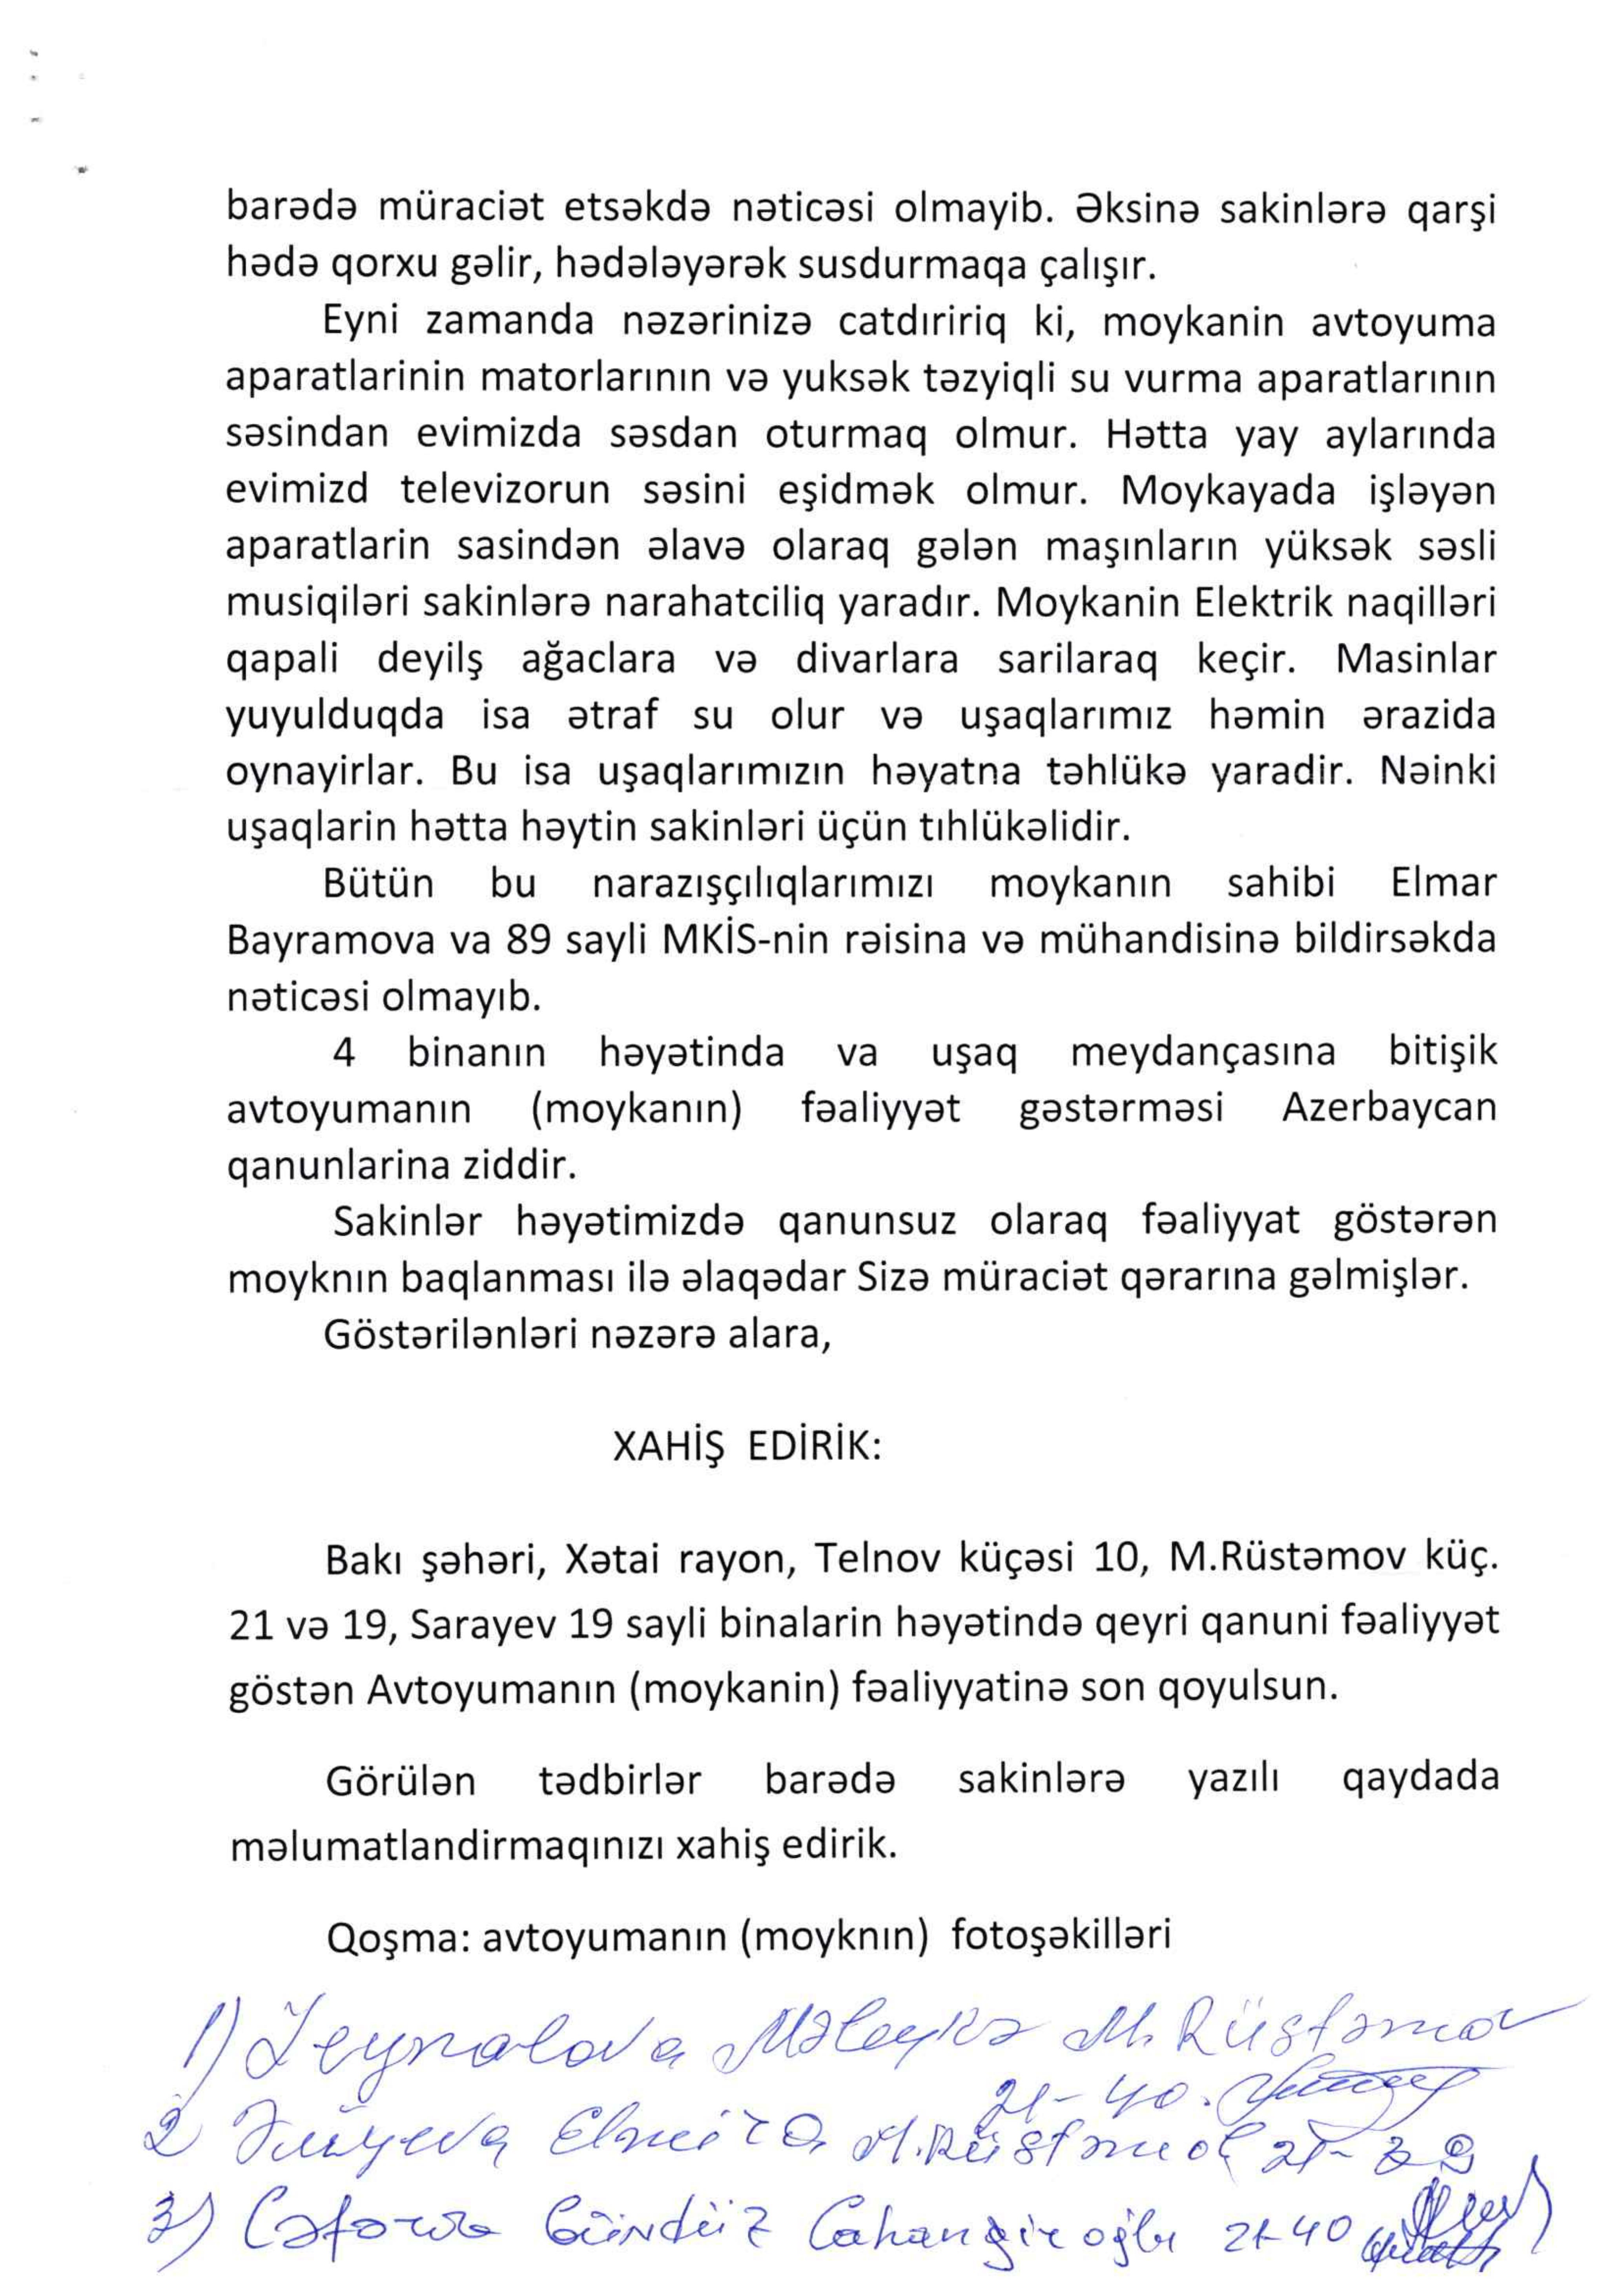 barədə müraciət etsəkdə nəticəsi olmayib. Əksinə sakinlərə qarşi
hədə qorxu gəlir, hədələyərək susdurmaqa çalışır.
Eyni zamanda nəzərinizə catdıririq ki, moykanin avtoyuma
aparatlarinin matorlarının və yuksək təzyiqli su vurma aparatlarının
səsindan evimizda səsdan oturmaq olmur. Hətta yay aylarında
evimizd televizorun səsini eşidmək olmur. Moykayada işləyən
aparatlarin sasindən əlavə olaraq gələn maşınların yüksək səsli
musiqiləri sakinlərə narahatciliq yaradır. Moykanin Elektrik naqilləri
qapali deyilş ağaclara və divarlara sarilaraq keçir. Masinlar
yuyulduqda isa ətraf su olur və uşaqlarımız həmin ərazida
oynayirlar. Bu isa uşaqlarımızın həyatna təhlükə yaradir. Nəinki
uşaqlarin hətta həytin sakinləri üçün tıhlükəlidir.
Bütün bu narazışçılıqlarımızı moykanın sahibi Elmar
Bayramova va 89 sayli MKİS-nin rəisina və mühandisinə bildirsəkda
nəticəsi olmayıb.
4 binanın həyətinda va uşaq meydançasına bitişik
avtoyumanın (moykanın) fəaliyyət gəstərməsi Azerbaycan
qanunlarina ziddir.
Sakinlər həyətimizdə qanunsuz olaraq fəaliyyat göstərən
moyknın baqlanması ilə əlaqədar Sizə müraciət qərarına gəlmişlər.
Göstərilənləri nəzərə alara,
XAHİŞ EDİRİK:
Bakı şəhəri, Xətai rayon, Telnov küçəsi 10, M.Rüstəmov küç.
21 və 19, Sarayev 19 sayli binalarin həyətində qeyri qanuni fəaliyyət
göstən Avtoyumanın (moykanin) fəaliyyatinə son qoyulsun.
Görülən tədbirlər barədə sakinlərə yazılı qaydada
məlumatlandirmaqınızı xahiş edirik.
Qoşma: avtoyumanın (moyknın) fotoşəkilləri
1) Zeynalova Mələykə M.Rüstəmov
21-40.
2 Elmira M.Rüstəmov 21-
3) Gündüz Cahangir oğlu 21-40